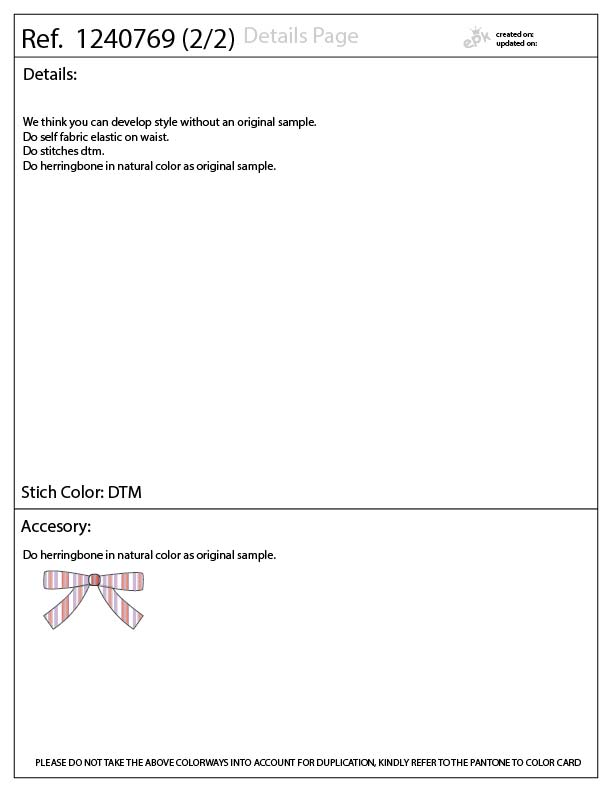 Ref. 1240769 (2/2) Details Page
epk
created on:
updated on:
Details:
We think you can develop style without an original sample.
Do self fabric elastic on waist.
Do stitches dtm.
Do herringbone in natural color as original sample.
Stich Color: DTM
Accesory:
Do herringbone in natural color as original sample.
PLEASE DO NOT TAKE THE ABOVE COLORWAYS INTO ACCOUNT FOR DUPLICATION, KINDLY REFER TO THE PANTONE TO COLOR CARD